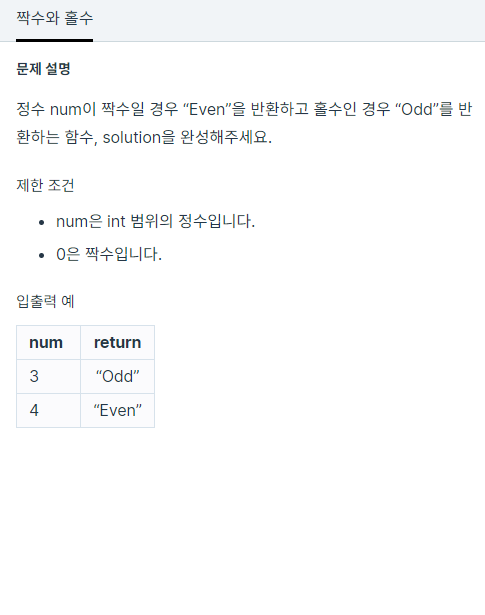 짝수와 홀수
문제 설명
정수 num이 짝수일 경우 “Even”을 반환하고 홀수인 경우 “Odd”를 반
환하는 함수, solution을 완성해주세요.
제한 조건
• num은 int 범위의 정수입니다.
• 0은 짝수입니다.
입출력 예
num return
3 “Odd”
4 “Even”